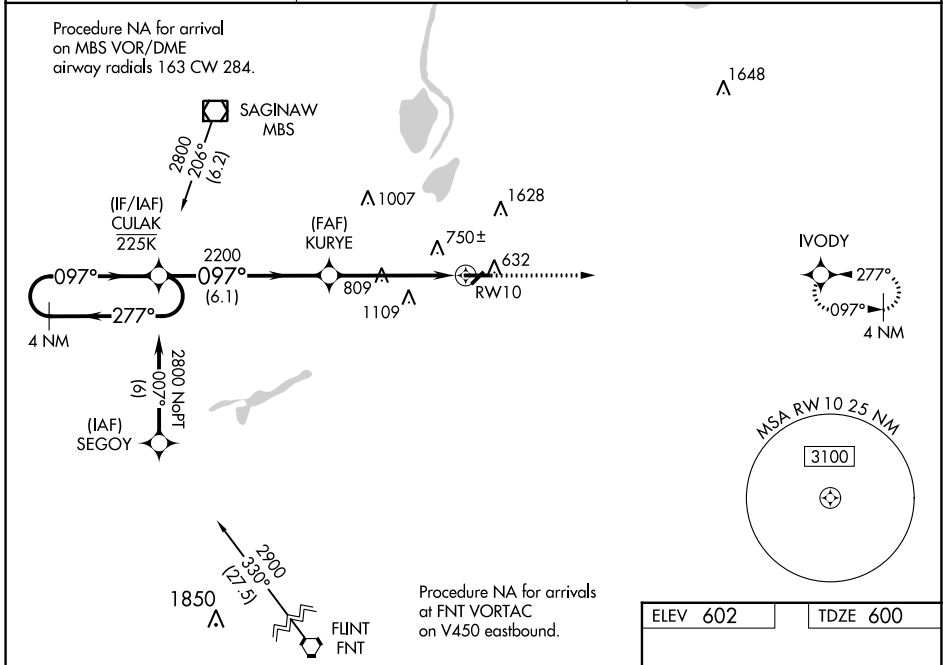 Procedure NA for arrival
on MBS VOR/DME
airway radials 163 CW 284.
1648
SAGINAW
MBS
2800
206°
(6.2)
1007
1628
(IF/IAF)
CULAK
225K
(FAF)
KURYE
750±
IVODY
097°
2200
097°
(6.1)
809
632
RW10
1109
277°
4 NM
277°
097°
4 NM
2800 NoPT
007°
(6)
(IAF)
SEGOY
MSA RW 10 25 NM
3100
2900
330°
(27.5)
1850
FLINT
FNT
Procedure NA for arrivals
at FNT VORTAC
on V450 eastbound.
ELEV 602
TDZE 600